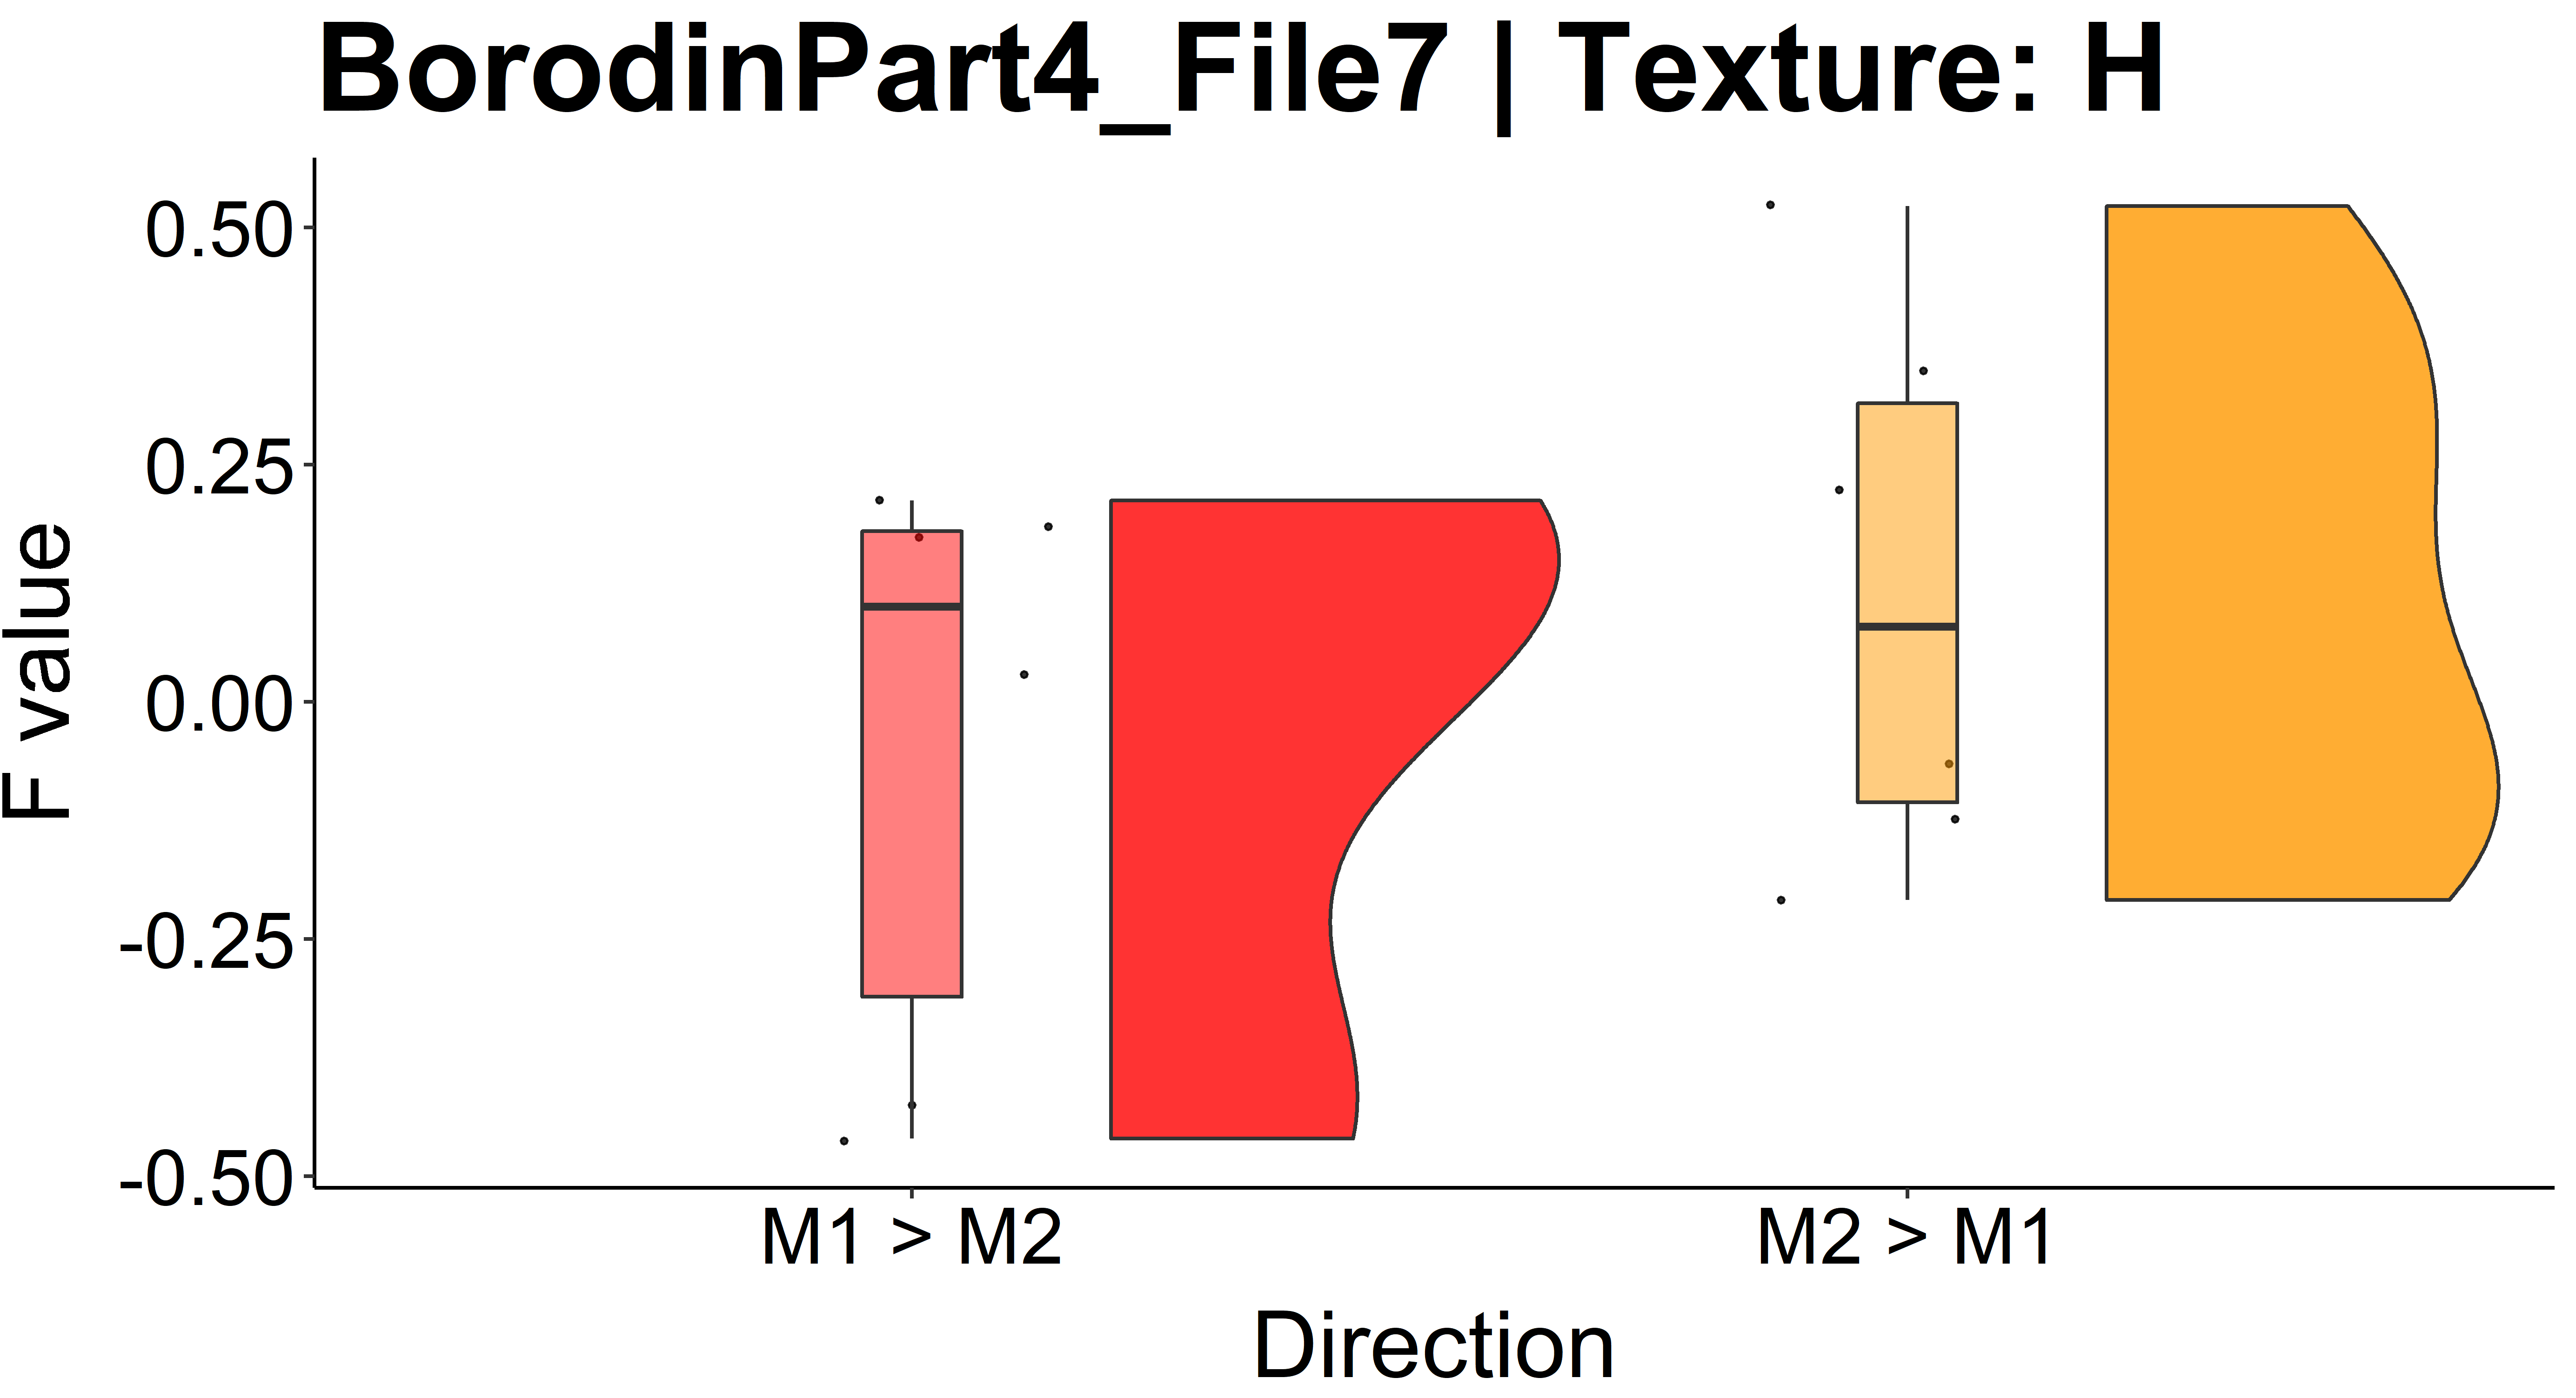 BorodinPart4_File7 | Texture: H
F value
0.50
0.25
0.00
-0.25
-0.50
M1 > M2
M2 > M1
Direction